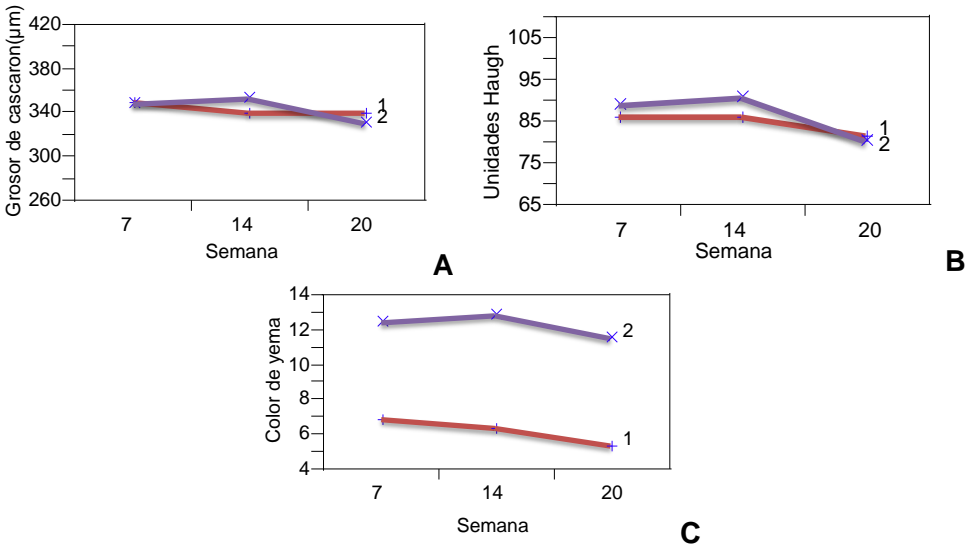 Grosor de cascaron(µm)
420
380
340
300
260
1
2
7 14 20
Semana
A
Unidades Haugh
105
95
85
75
65
1
2
7 14 20
Semana
B
Color de yema
14
12
10
8
6
4
2
1
7 14 20
Semana
C